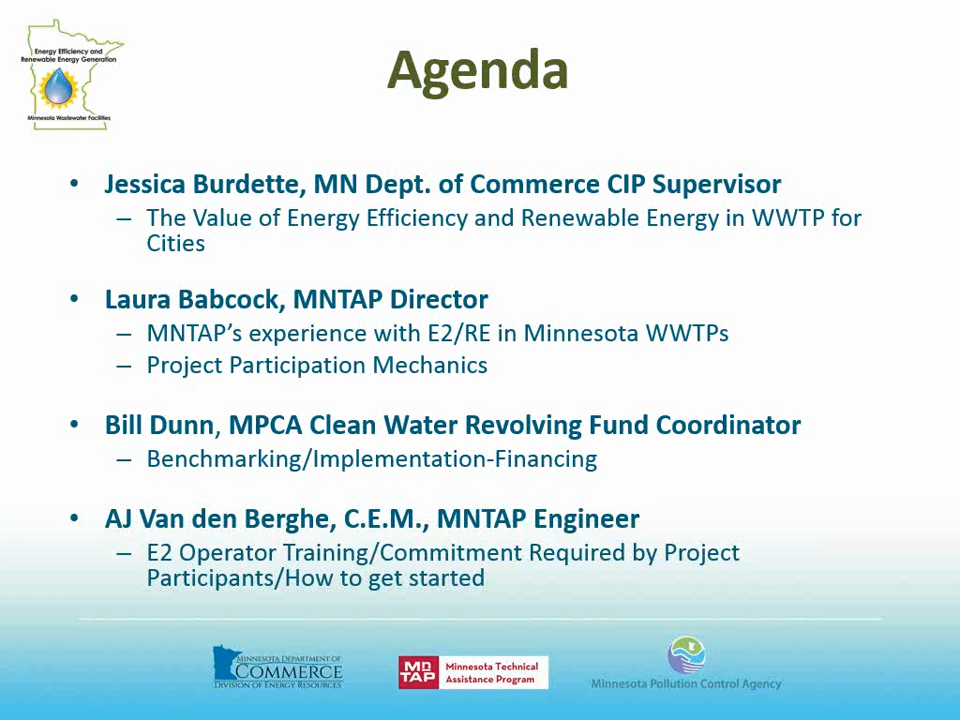 Energy Efficiency and
Renewable Energy Generation
Minnesota Wastewater Facilities
Agenda
• Jessica Burdette, MN Dept. of Commerce CIP Supervisor
– The Value of Energy Efficiency and Renewable Energy in WWTP for
Cities
• Laura Babcock, MNTAP Director
– MNTAP’s experience with E2/RE in Minnesota WWTPs
– Project Participation Mechanics
• Bill Dunn, MPCA Clean Water Revolving Fund Coordinator
– Benchmarking/Implementation-Financing
• AJ Van den Berghe, C.E.M., MNTAP Engineer
– E2 Operator Training/Commitment Required by Project
Participants/How to get started
MINNESOTA DEPARTMENT OF
COMMERCE
DIVISION OF ENERGY RESOURCES
MnTAP
Minnesota Technical
Assistance Program
Minnesota Pollution Control Agency